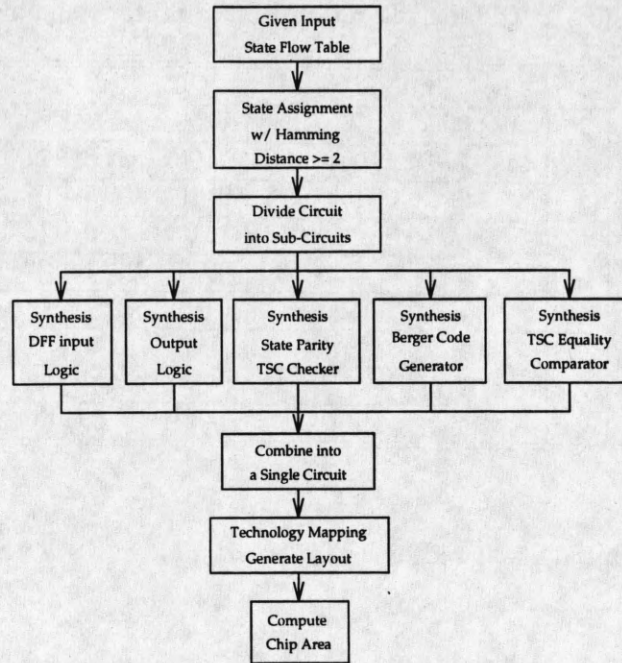 Given Input
State Flow Table
State Assignment
w/ Hamming
Distance >= 2
Divide Circuit
into Sub-Circuits
Synthesis
DFF input
Logic
Synthesis
Output
Logic
Synthesis
State Parity
TSC Checker
Synthesis
Berger Code
Generator
Synthesis
TSC Equality
Comparator
Combine into
a Single Circuit
Technology Mapping
Generate Layout
Compute
Chip Area